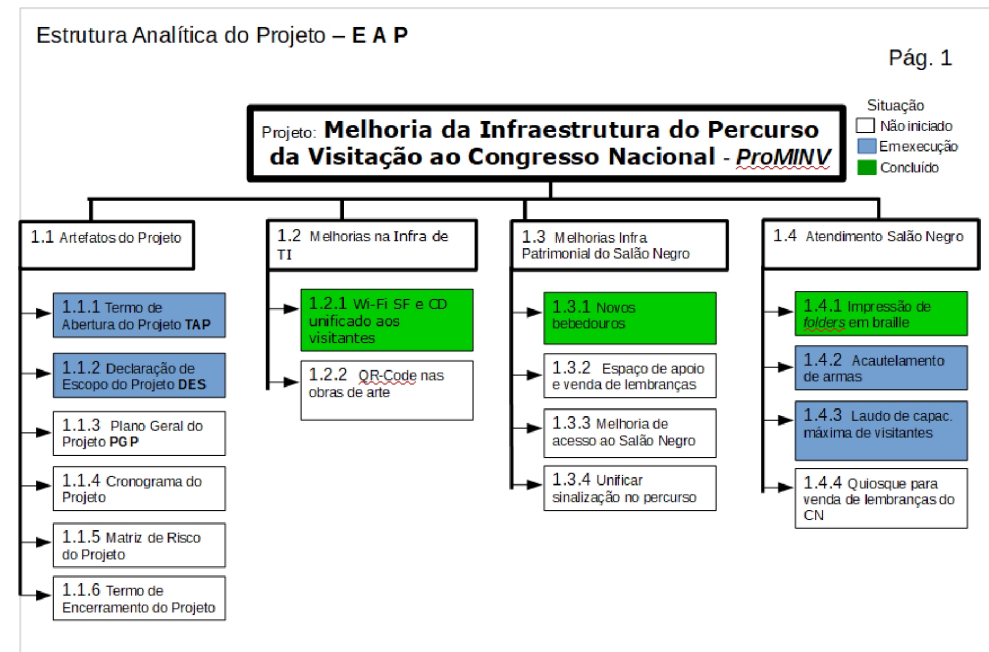 Estrutura Analítica do Projeto – E A P
Pág. 1
Projeto: Melhoria da Infraestrutura do Percurso
da Visitação ao Congresso Nacional - ProMINV
Situação
Não iniciado
Em execução
Concluído
1.1 Artefatos do Projeto
1.1.1 Termo de
Abertura do Projeto TAP
1.1.2 Declaração de
Escopo do Projeto DES
1.1.3 Plano Geral do
Projeto PGP
1.1.4 Cronograma do
Projeto
1.1.5 Matriz de Risco
do Projeto
1.1.6 Termo de
Encerramento do Projeto
1.2 Melhorias na Infra de
TI
1.2.1 Wi-Fi SF e CD
unificado aos
visitantes
1.2.2 QR-Code nas
obras de arte
1.3 Melhorias Infra
Patrimonial do Salão Negro
1.3.1 Novos
bebedouros
1.3.2 Espaço de apoio
e venda de lembranças
1.3.3 Melhoria de
acesso ao Salão Negro
1.3.4 Unificar
sinalização no percurso
1.4 Atendimento Salão Negro
1.4.1 Impressão de
folders em braille
1.4.2 Acautelamento
de armas
1.4.3 Laudo de capac.
máxima de visitantes
1.4.4 Quiosque para
venda de lembranças do
CN